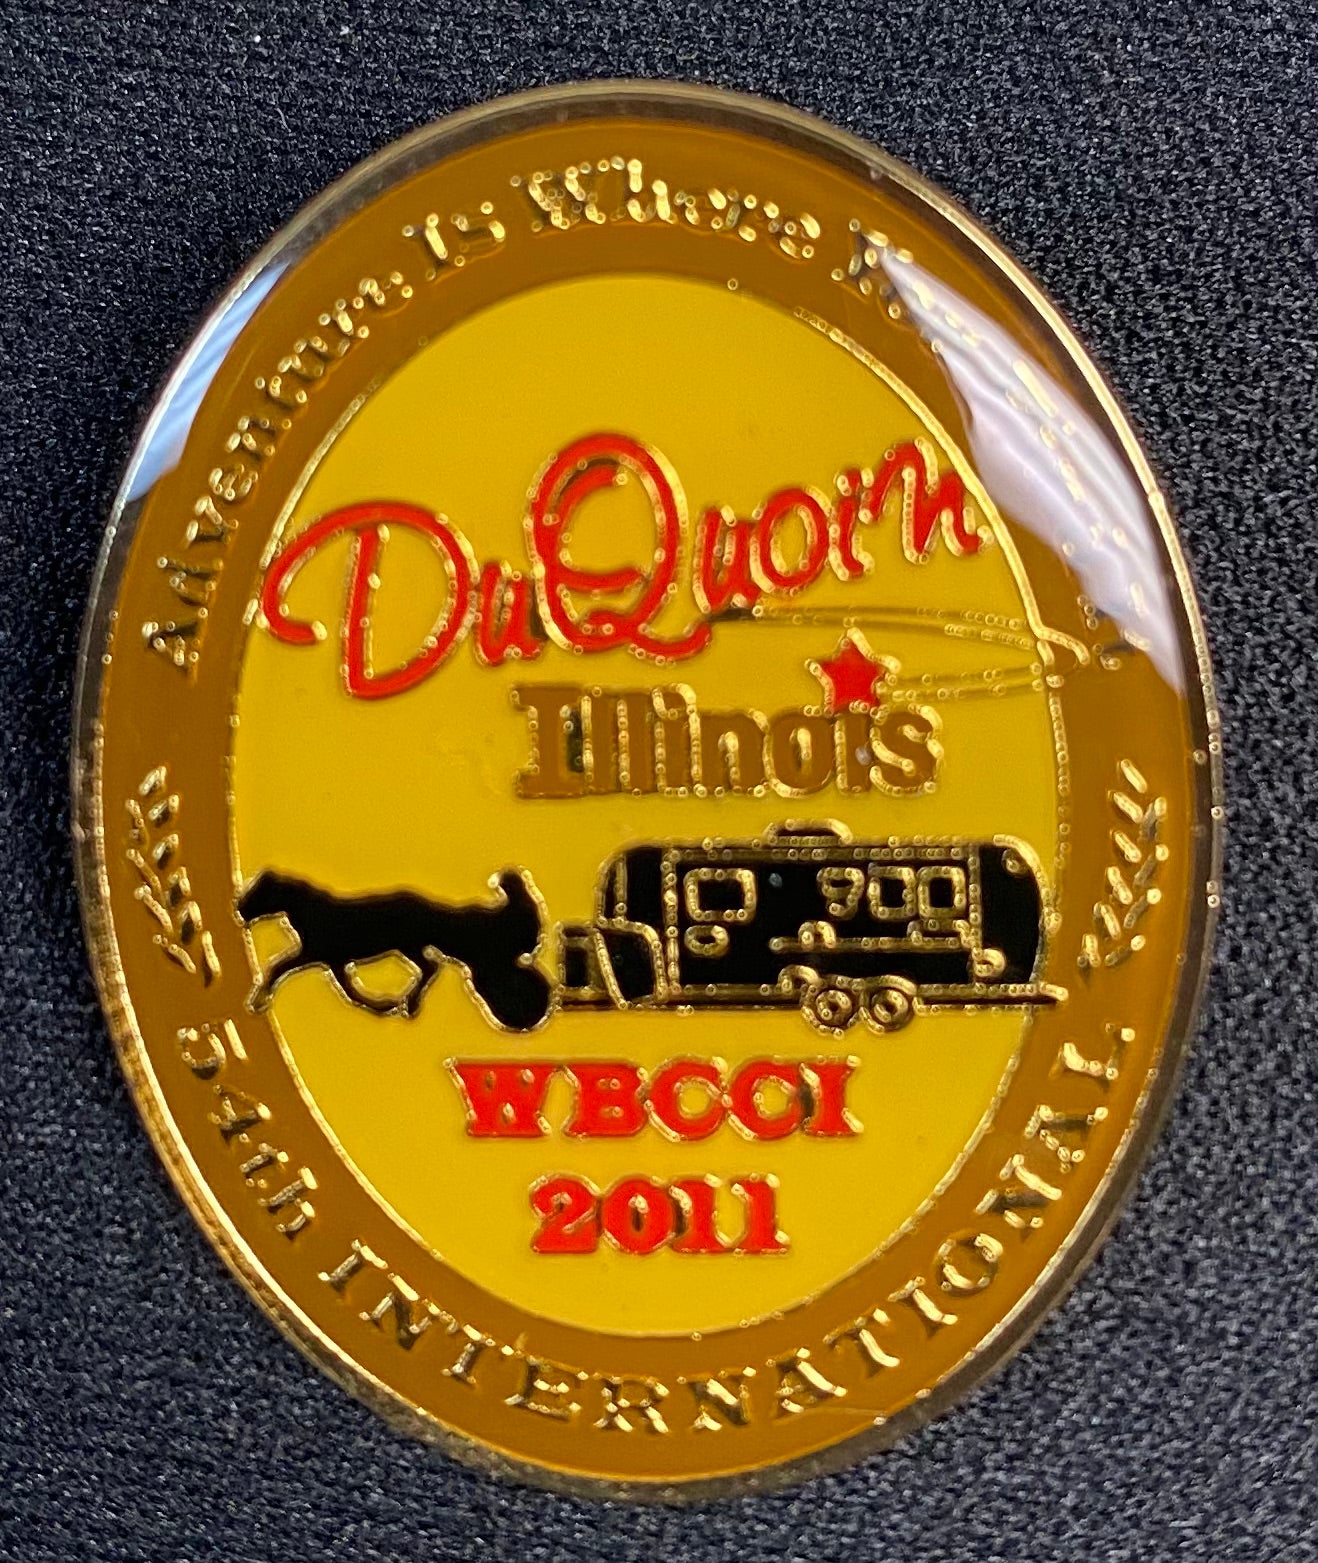 Adventure Is Where
DuQuoin
Illinois
WBCCI
2011
54th INTERNATIONAL